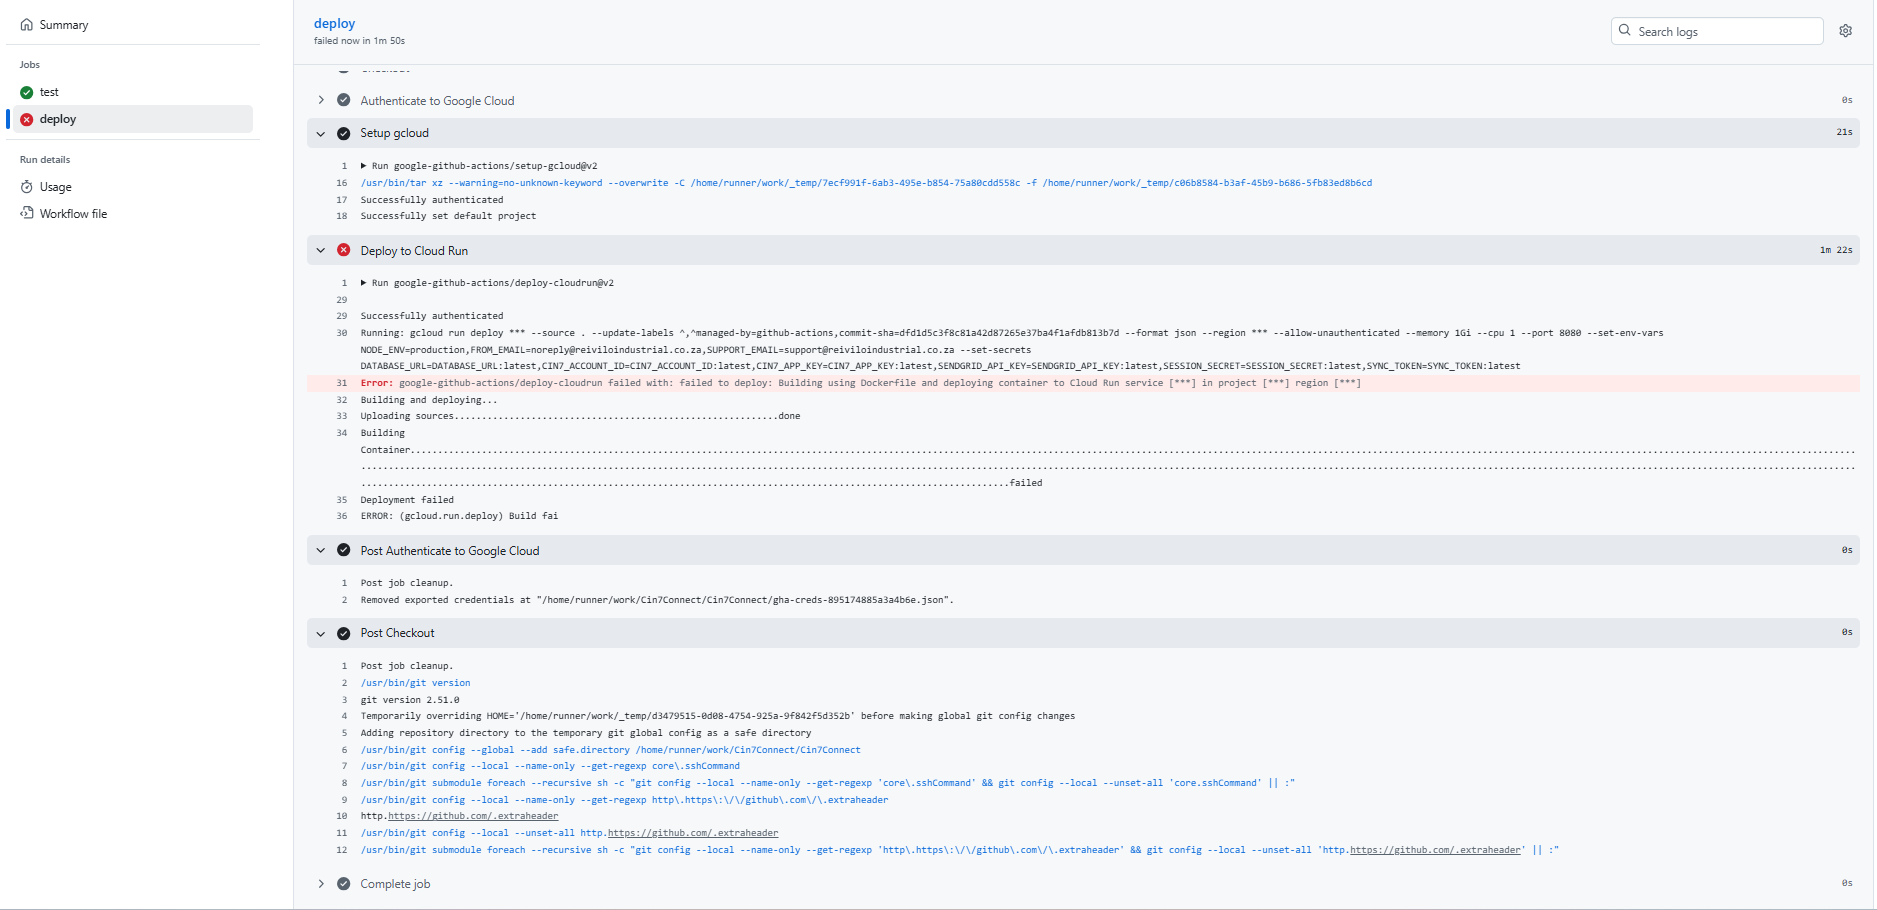 Summary
Jobs
test
deploy
Run details
Usage
Workflow file
deploy
failed now in 1m 50s
Search logs
Authenticate to Google Cloud
0s
Setup gcloud
21s
1 Run google-github-actions/setup-gcloud@v2
16 /usr/bin/tar xz --warning=no-unknown-keyword --overwrite -C /home/runner/work/_temp/7ecf991f-6ab3-495e-b854-75a80cdd558c -f /home/runner/work/_temp/c06b8584-b3af-45b9-b686-5fb83ed8b6cd
17 Successfully authenticated
18 Successfully set default project
Deploy to Cloud Run
1m 22s
1 Run google-github-actions/deploy-cloudrun@v2
29
29 Successfully authenticated
30 Running: gcloud run deploy *** --source . --update-labels ^,^managed-by=github-actions,commit-sha=dfd1d5c3f8c81a42d87265e37ba4f1afdb813b7d --format json --region *** --allow-unauthenticated --memory 1Gi --cpu 1 --port 8080 --set-env-vars
NODE_ENV=production,FROM_EMAIL=noreply@reiviloindustrial.co.za,SUPPORT_EMAIL=support@reiviloindustrial.co.za --set-secrets
DATABASE_URL=DATABASE_URL:latest,CIN7_ACCOUNT_ID=CIN7_ACCOUNT_ID:latest,CIN7_APP_KEY=CIN7_APP_KEY:latest,SENDGRID_API_KEY=SENDGRID_API_KEY:latest,SESSION_SECRET=SESSION_SECRET:latest,SYNC_TOKEN=SYNC_TOKEN:latest
31 Error: google-github-actions/deploy-cloudrun failed with: failed to deploy: Building using Dockerfile and deploying container to Cloud Run service [***] in project [***] region [***]
32 Building and deploying...
33 Uploading sources...........................................................done
34 Building
Container.......................................................................................................................................................................................................................................................................
................................................................................................................................................................................................................................................................................
......................................................................................................................failed
35 Deployment failed
36 ERROR: (gcloud.run.deploy) Build fai
Post Authenticate to Google Cloud
0s
1 Post job cleanup.
2 Removed exported credentials at "/home/runner/work/Cin7Connect/Cin7Connect/gha-creds-895174885a3a4b6e.json".
Post Checkout
0s
1 Post job cleanup.
2 /usr/bin/git version
3 git version 2.51.0
4 Temporarily overriding HOME='/home/runner/work/_temp/d3479515-0d08-4754-925a-9f842f5d352b' before making global git config changes
5 Adding repository directory to the temporary git global config as a safe directory
6 /usr/bin/git config --global --add safe.directory /home/runner/work/Cin7Connect/Cin7Connect
7 /usr/bin/git config --local --name-only --get-regexp core\.sshCommand
8 /usr/bin/git submodule foreach --recursive sh -c "git config --local --name-only --get-regexp 'core\.sshCommand' && git config --local --unset-all 'core.sshCommand' || :"
9 /usr/bin/git config --local --name-only --get-regexp http\.https\:\/\/github\.com\/\.extraheader
10 http.https://github.com/.extraheader
11 /usr/bin/git config --local --unset-all http.https://github.com/.extraheader
12 /usr/bin/git submodule foreach --recursive sh -c "git config --local --name-only --get-regexp 'http\.https\:\/\/github\.com\/\.extraheader' && git config --local --unset-all 'http.https://github.com/.extraheader' || :"
Complete job
0s